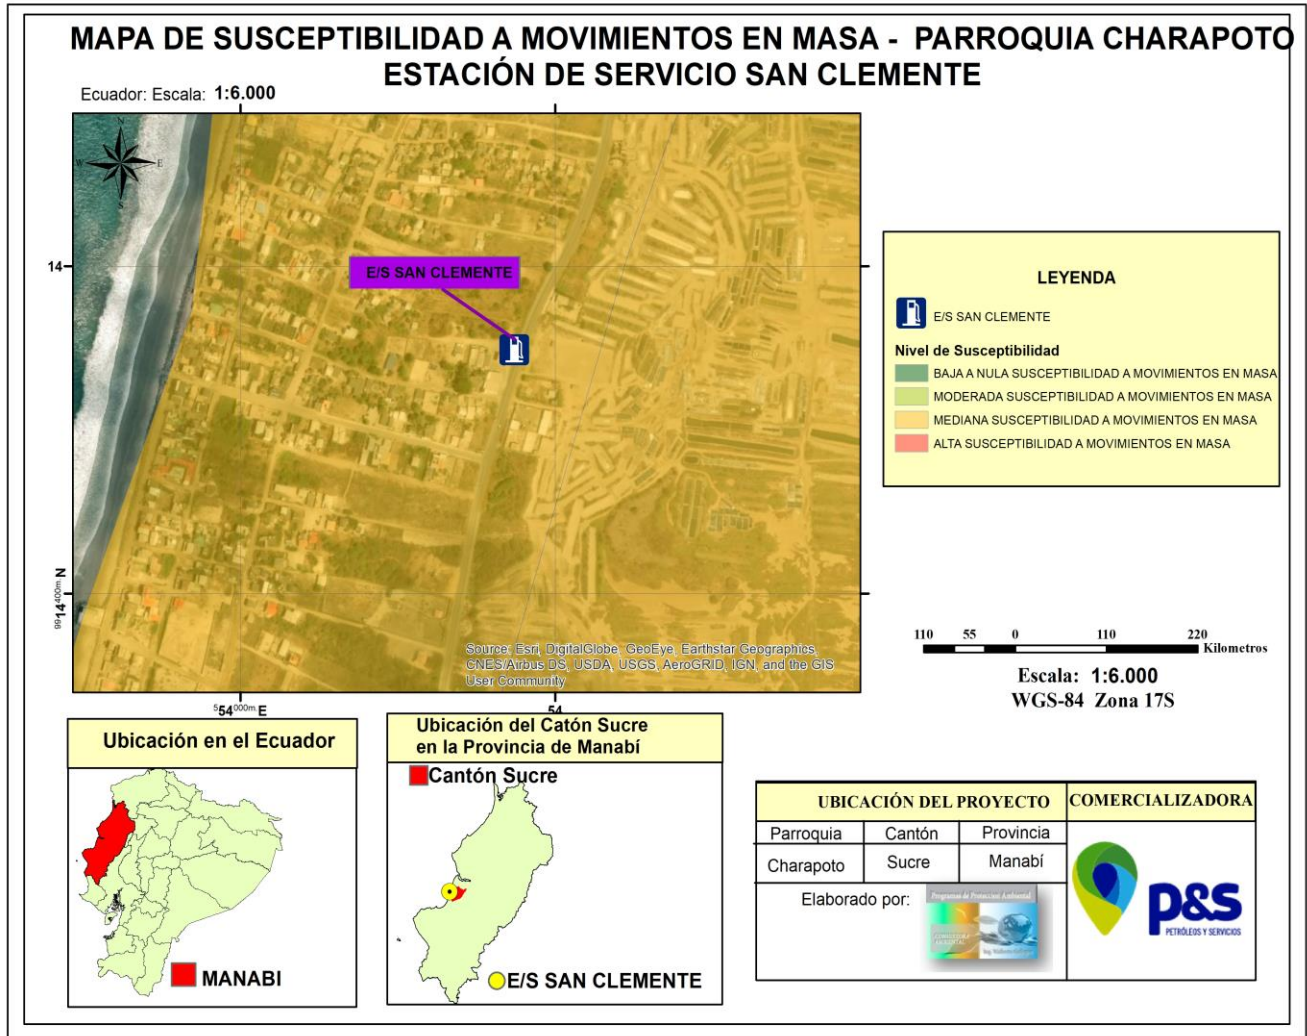 MAPA DE SUSCEPTIBILIDAD A MOVIMIENTOS EN MASA - PARROQUIA CHARAPOTO
ESTACIÓN DE SERVICIO SAN CLEMENTE
Ecuador: Escala: 1:6.000
N
W
E
S
14
E/S SAN CLEMENTE
9914400m. N
Source: Esri, DigitalGlobe, GeoEye, Earthstar Geographics,
CNES/Airbus DS, USDA, USGS, AeroGRID, IGN, and the GIS
User Community
554000m. E
54
LEYENDA
E/S SAN CLEMENTE
Nivel de Susceptibilidad
BAJA A NULA SUSCEPTIBILIDAD A MOVIMIENTOS EN MASA
MODERADA SUSCEPTIBILIDAD A MOVIMIENTOS EN MASA
MEDIANA SUSCEPTIBILIDAD A MOVIMIENTOS EN MASA
ALTA SUSCEPTIBILIDAD A MOVIMIENTOS EN MASA
110 55 0 110 220
Kilometros
Escala: 1:6.000
WGS-84 Zona 17S
Ubicación en el Ecuador
MANABI
Ubicación del Catón Sucre
en la Provincia de Manabí
Cantón Sucre
E/S SAN CLEMENTE
UBICACIÓN DEL PROYECTO COMERCIALIZADORA
Parroquia Cantón Provincia
Charapoto Sucre Manabí
Elaborado por:
Programas de Proteccion Ambiental
P&S
PETRÓLEOS Y SERVICIOS